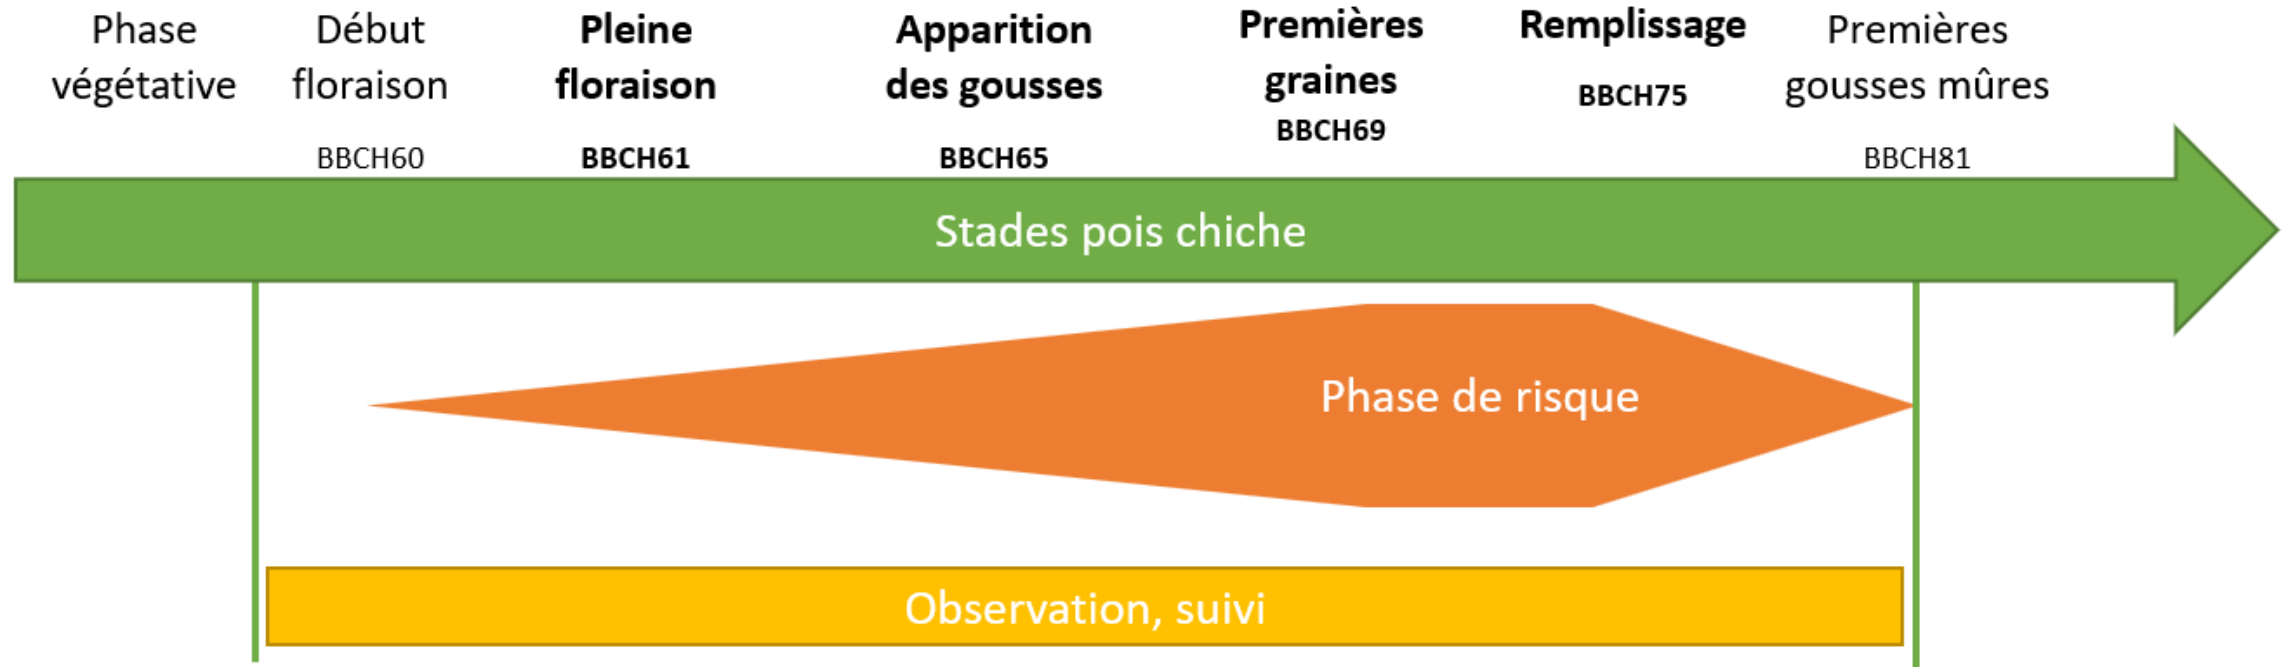 Phase
végétative
Début
floraison
BBCH60
Pleine
floraison
BBCH61
Apparition
des gousses
BBCH65
Premières
graines
BBCH69
Remplissage
BBCH75
Premières
gousses mûres
BBCH81
Stades pois chiche
Phase de risque
Observation, suivi